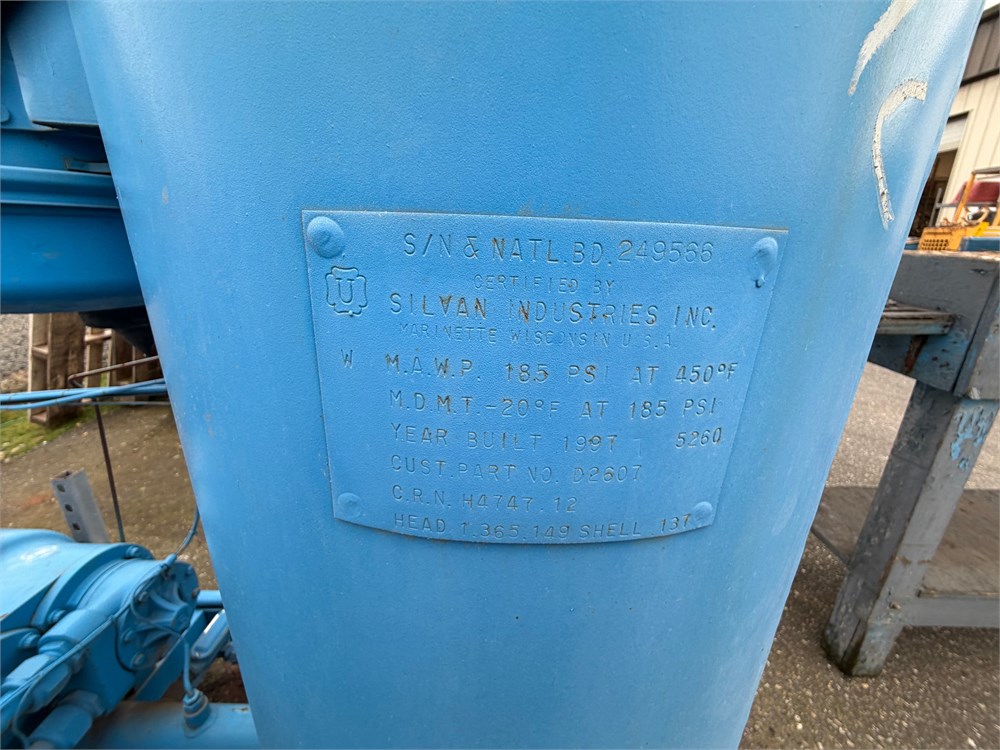 S/N & NATL.BD. 249566
U
CERTIFIED BY
SILVAN INDUSTRIES INC.
MARINETTE WISCONSIN U.S.A.
W M.A.W.P. 185 PSI AT 450°F
M.D.M.T.-20°F AT 185 PSI
YEAR BUILT 1997 5260
CUST.PART NO. D2607
C.R.N. H4747.12
HEAD 1.365,.149 SHELL .137